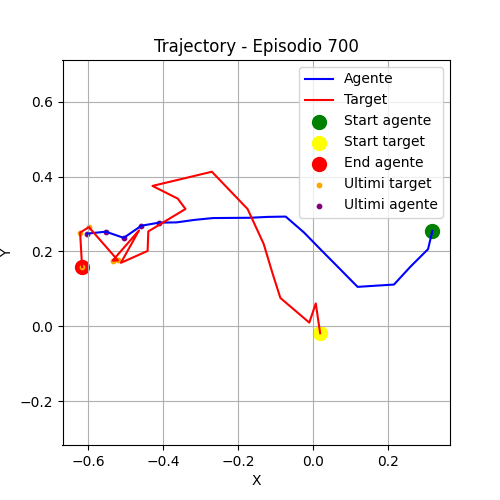 Trajectory - Episodio 700
Agente
Target
Start agente
Start target
End agente
Ultimi target
Ultimi agente
0.6
0.4
0.2
0.0
−0.2
Y
−0.6
−0.4
−0.2
0.0
0.2
X